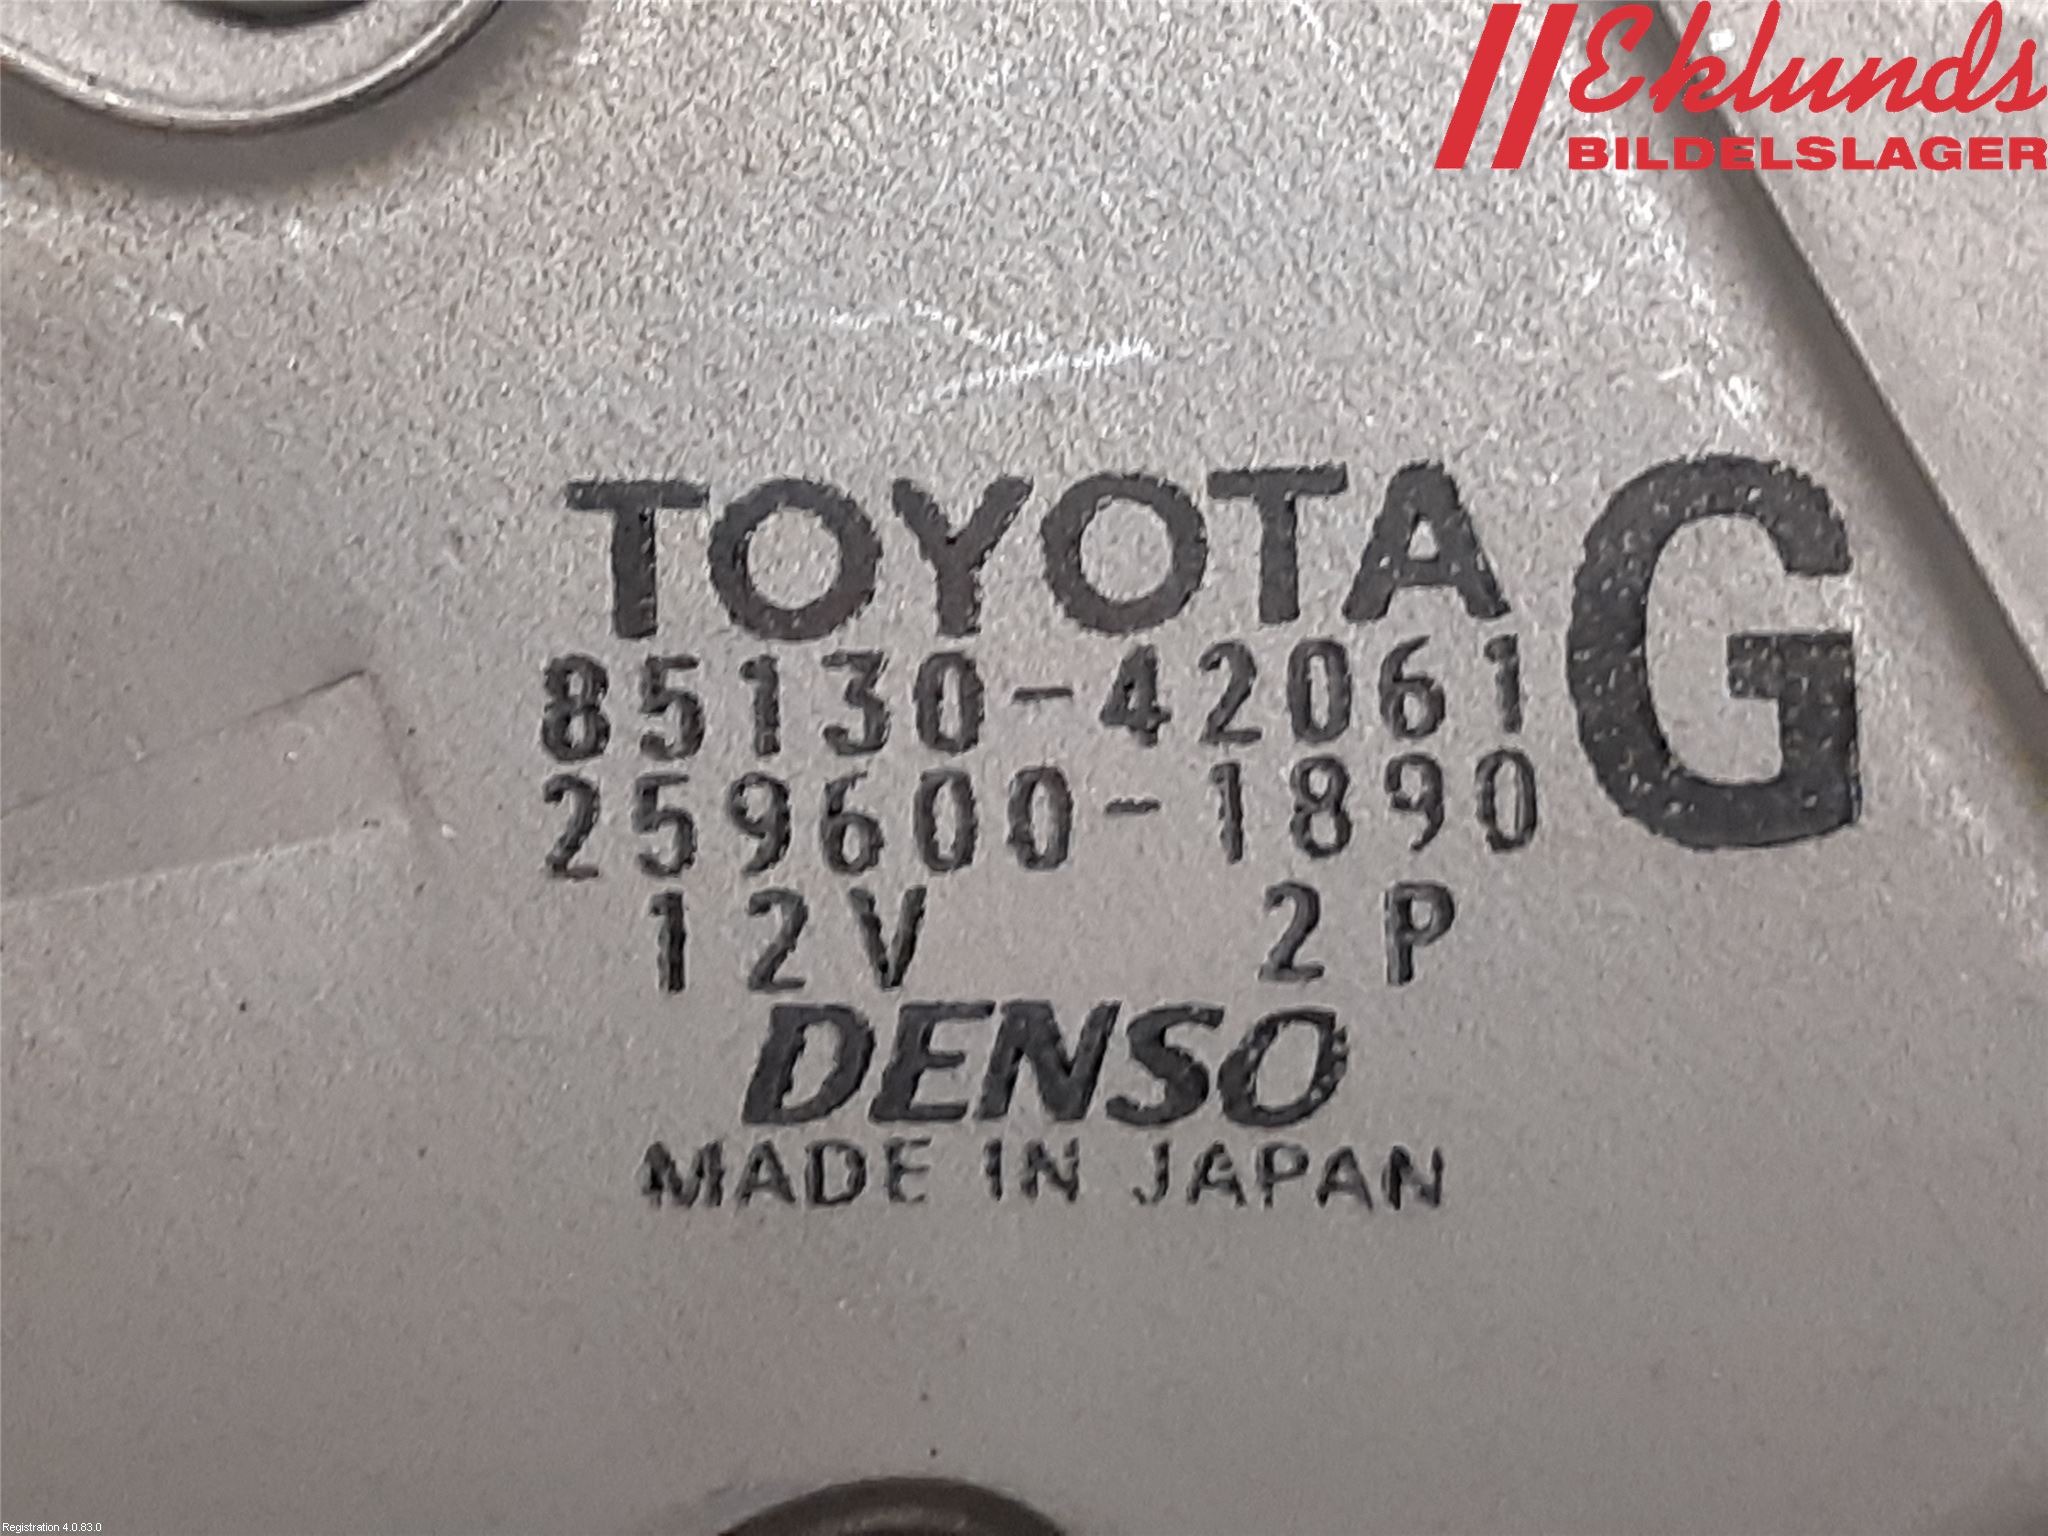 Eklunds
BILDELSLAGER
TOYOTA G
85130-42061
259600-1890
12V 2P
DENSO
MADE IN JAPAN
Registration 4.0.83.0